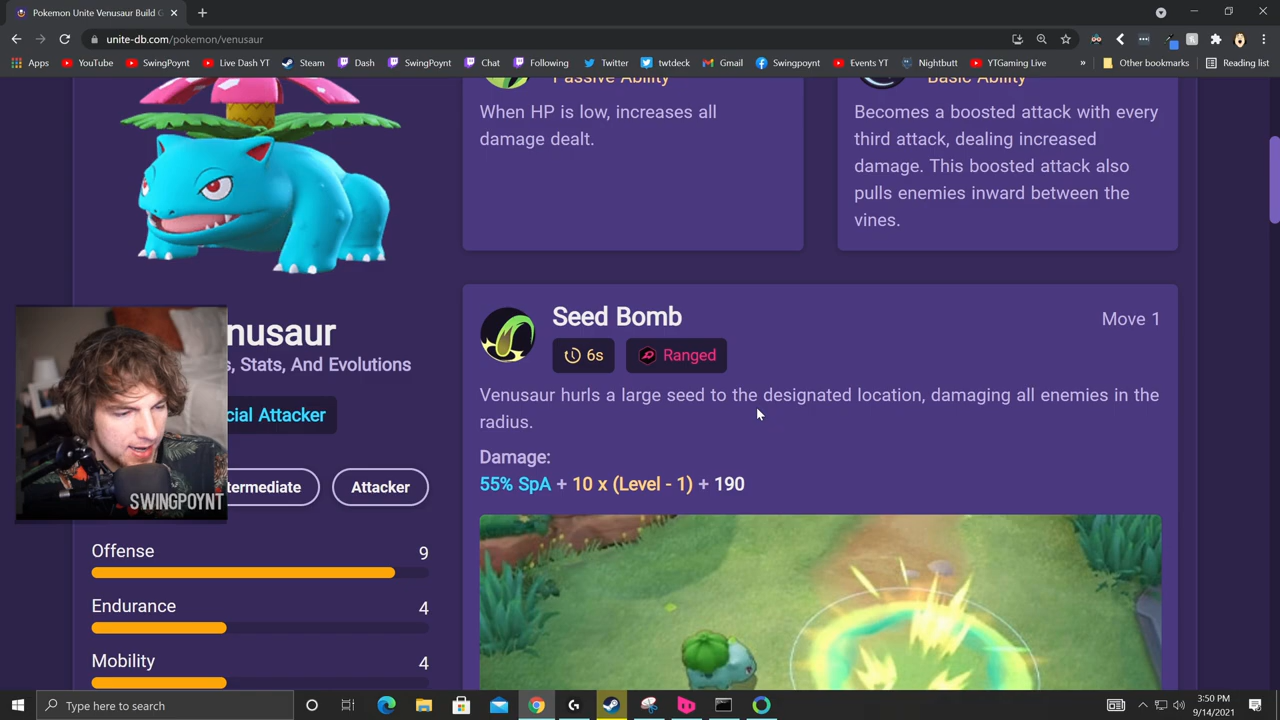 Pokemon Unite Venusaur Build G
unite-db.com/pokemon/venusaur
Apps YouTube SwingPoynt Live Dash YT Steam Dash SwingPoynt Chat Following Twitter twtdeck Gmail Swingpoynt Events YT Nightbutt YTGaming Live » Other bookmarks Reading list
Passive Ability
When HP is low, increases all
damage dealt.
Basic Ability
Becomes a boosted attack with every
third attack, dealing increased
damage. This boosted attack also
pulls enemies inward between the
vines.
nusaur
s, Stats, And Evolutions
cial Attacker
termediate Attacker
Offense 9
Endurance 4
Mobility 4
Seed Bomb
Move 1
6s Ranged
Venusaur hurls a large seed to the designated location, damaging all enemies in the
radius.
Damage:
55% SpA + 10 x (Level - 1) + 190
SWINGPOYNT
Type here to search
3:50 PM
9/14/2021